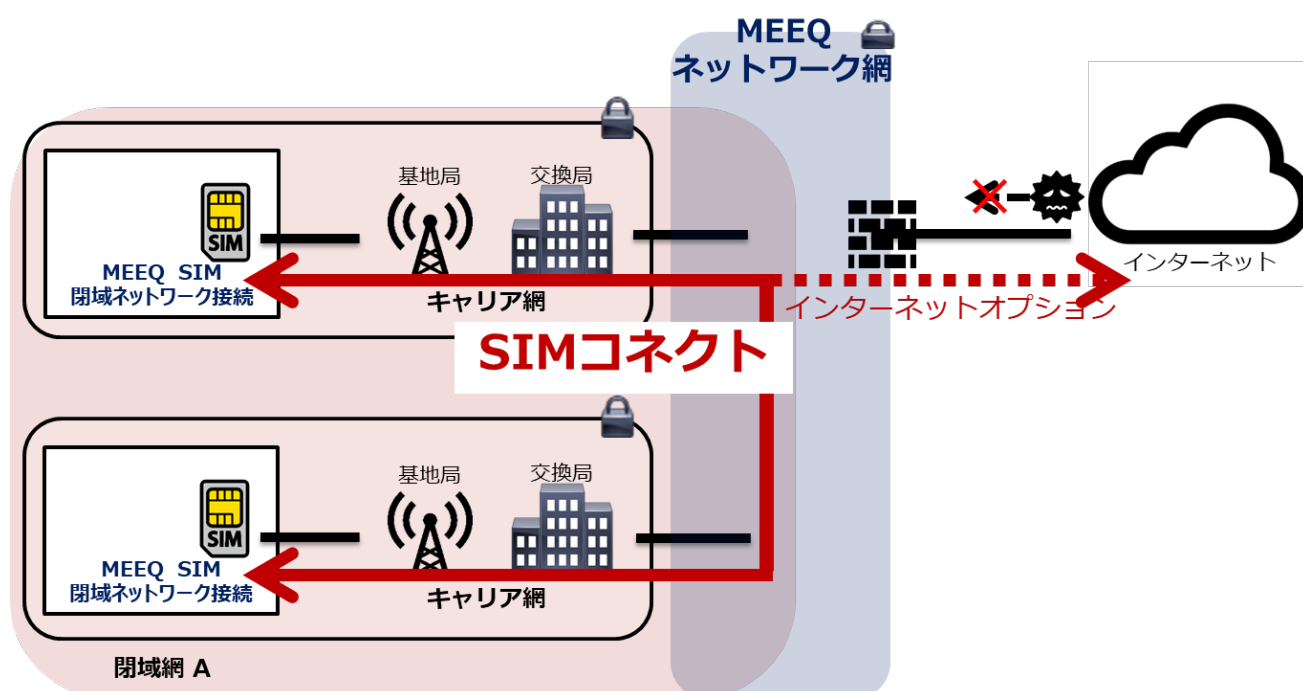 MEEQ
ネットワーク網
基地局
交換局
SIM
MEEQ SIM
閉域ネットワーク接続
キャリア網
インターネット
インターネットオプション
SIMコネクト
基地局
交換局
SIM
MEEQ SIM
閉域ネットワーク接続
キャリア網
閉域網 A